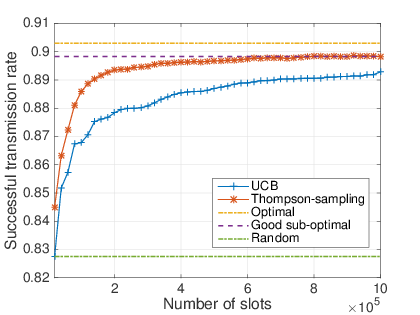 0.91
0.9
0.89
0.88
0.87
0.86
0.85
0.84
0.83
0.82
Successful transmission rate
UCB
Thompson-sampling
Optimal
Good sub-optimal
Random
2 4 6 8 10
Number of slots
×10^5